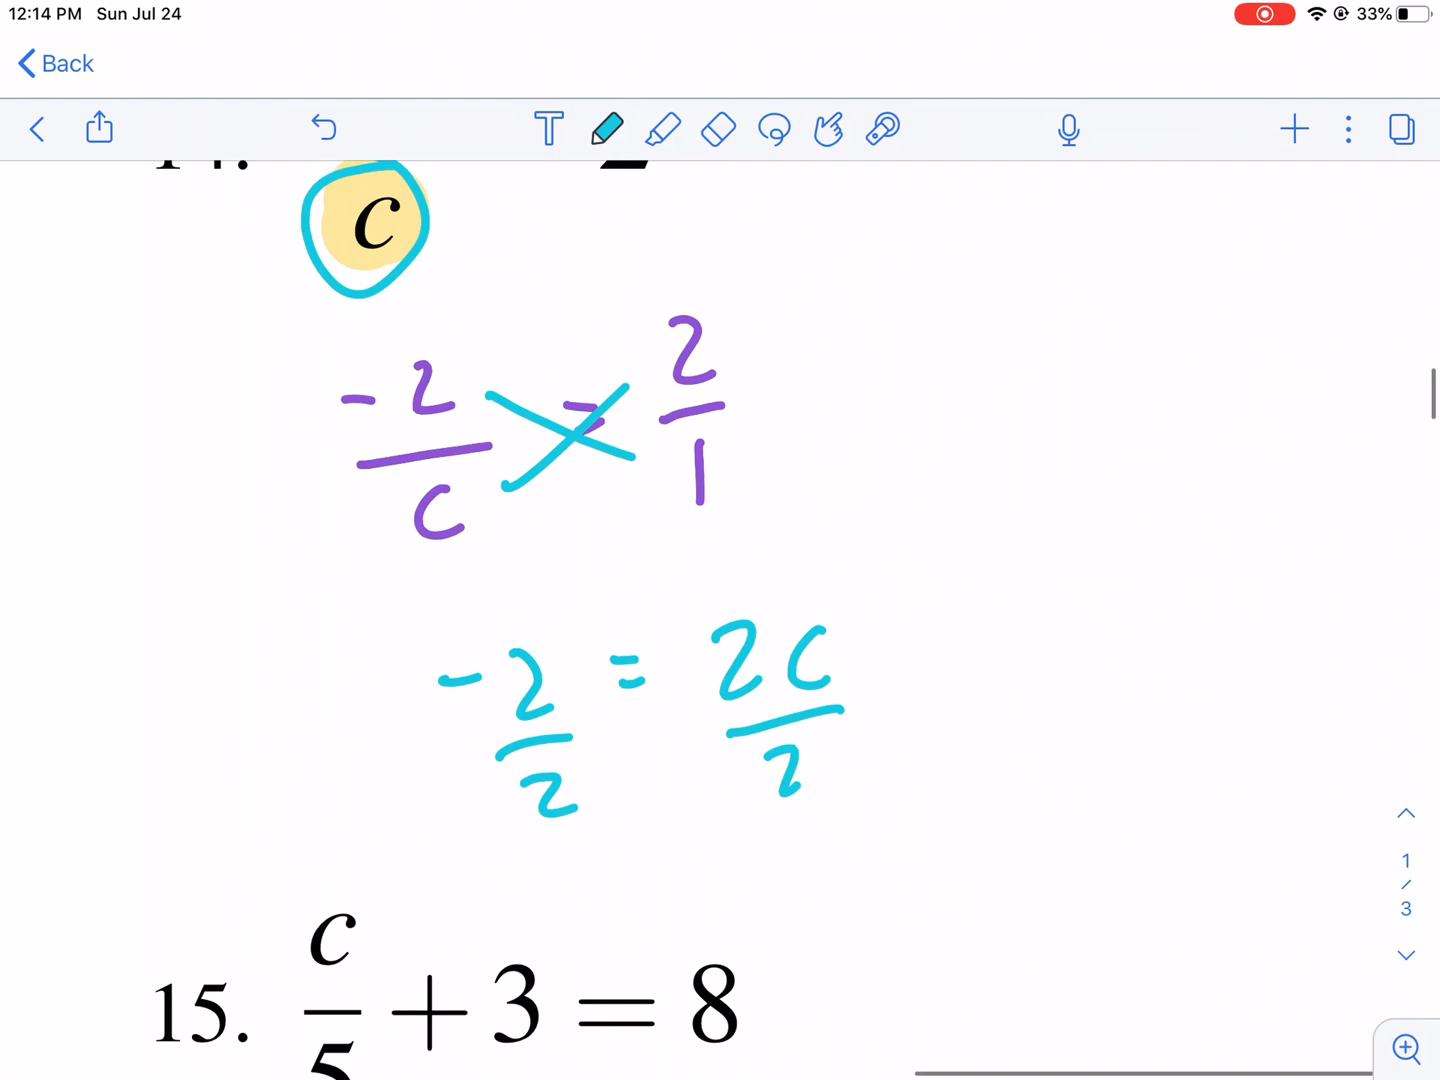 12:14 PM Sun Jul 24 33%
Back
T
14.
c
-2/c = 2/1
-2/2 = 2c/2
1/3
15. c/5 + 3 = 8